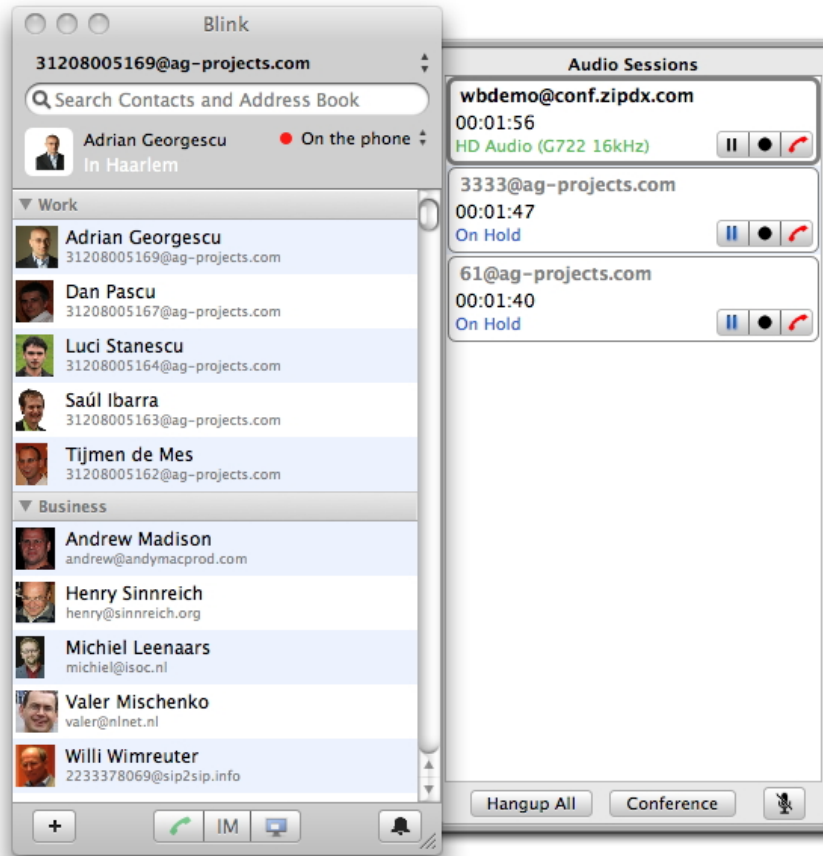 Blink
31208005169@ag-projects.com
Search Contacts and Address Book
Adrian Georgescu
On the phone
In Haarlem
Work
Adrian Georgescu
31208005169@ag-projects.com
Dan Pascu
31208005167@ag-projects.com
Luci Stanescu
31208005164@ag-projects.com
Saúl Ibarra
31208005163@ag-projects.com
Tijmen de Mes
31208005162@ag-projects.com
Business
Andrew Madison
andrew@andymacprod.com
Henry Sinnreich
henry@sinnreich.org
Michiel Leenaars
michiel@isoc.nl
Valer Mischenko
valer@nlnet.nl
Willi Wimreuter
2233378069@sip2sip.info
IM
Audio Sessions
wbdemo@conf.zipdx.com
00:01:56
HD Audio (G722 16kHz)
3333@ag-projects.com
00:01:47
On Hold
61@ag-projects.com
00:01:40
On Hold
Hangup All
Conference